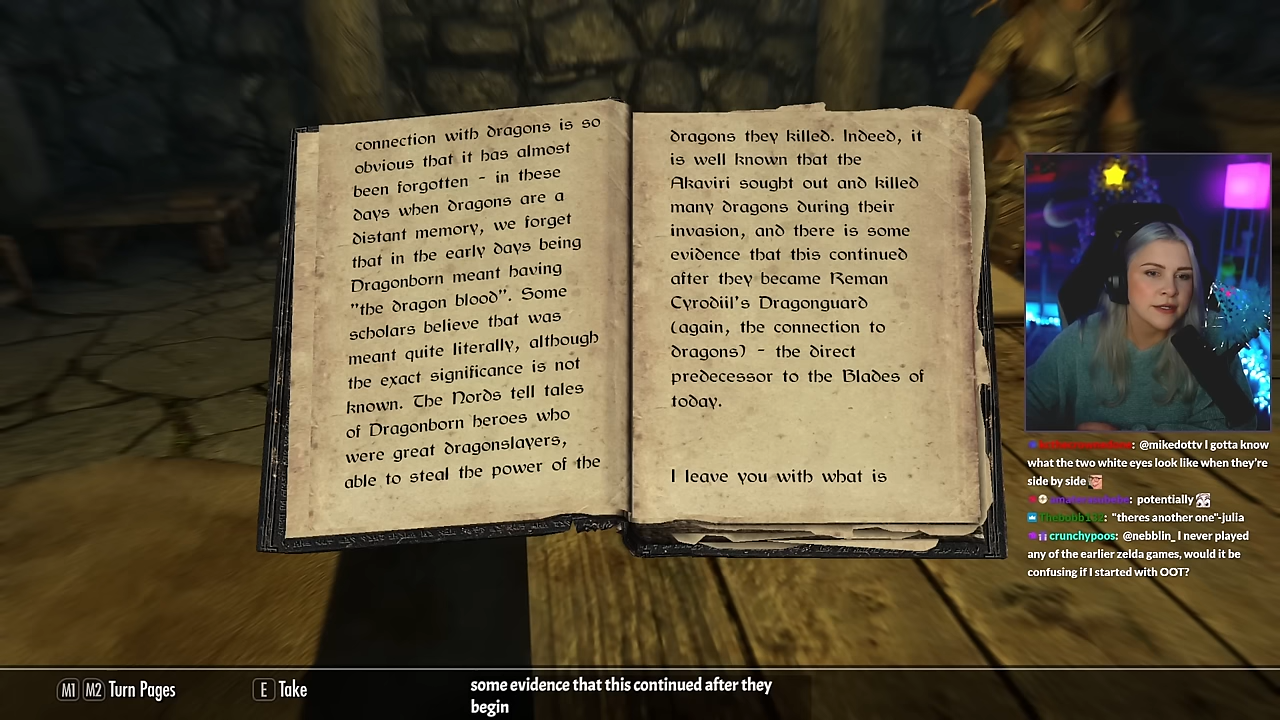 connection with dragons is so
obvious that it has almost
been forgotten - in these
days when dragons are a
distant memory, we forget
that in the early days being
Dragonborn meant having
"the dragon blood". Some
scholars believe that was
meant quite literally, although
the exact significance is not
known. The Nords tell tales
of Dragonborn heroes who
were great dragonslayers,
able to steal the power of the
dragons they killed. Indeed, it
is well known that the
Akaviri sought out and killed
many dragons during their
invasion, and there is some
evidence that this continued
after they became Reman
Cyrodiil's Dragonguard
(again, the connection to
dragons) - the direct
predecessor to the Blades of
today.
I leave you with what is
: @mikedottv I gotta know
what the two white eyes look like when they're
side by side
: potentially
: "theres another one"-julia
crunchypoos: @nebblin_ I never played
any of the earlier zelda games, would it be
confusing if I started with OOT?
M1 M2 Turn Pages
E Take
some evidence that this continued after they
begin